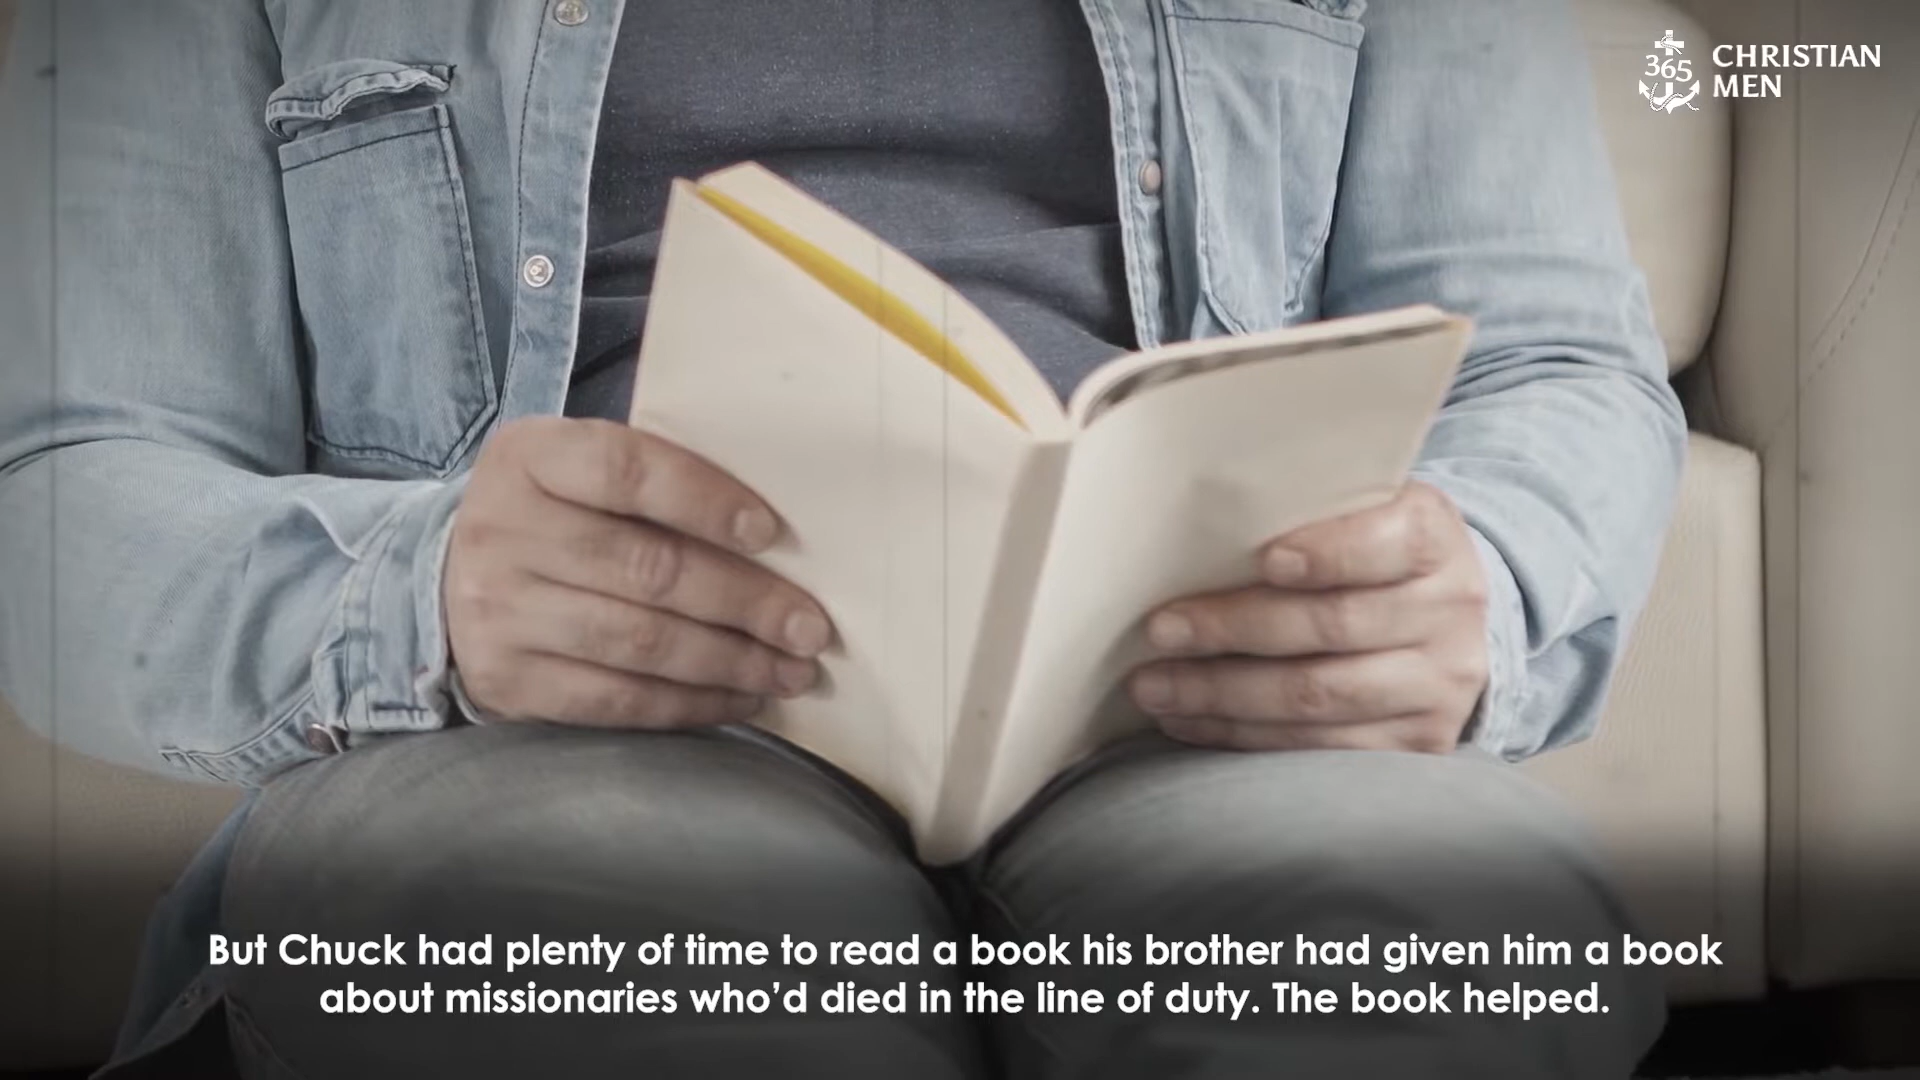 365
CHRISTIAN
MEN
But Chuck had plenty of time to read a book his brother had given him a book
about missionaries who’d died in the line of duty. The book helped.